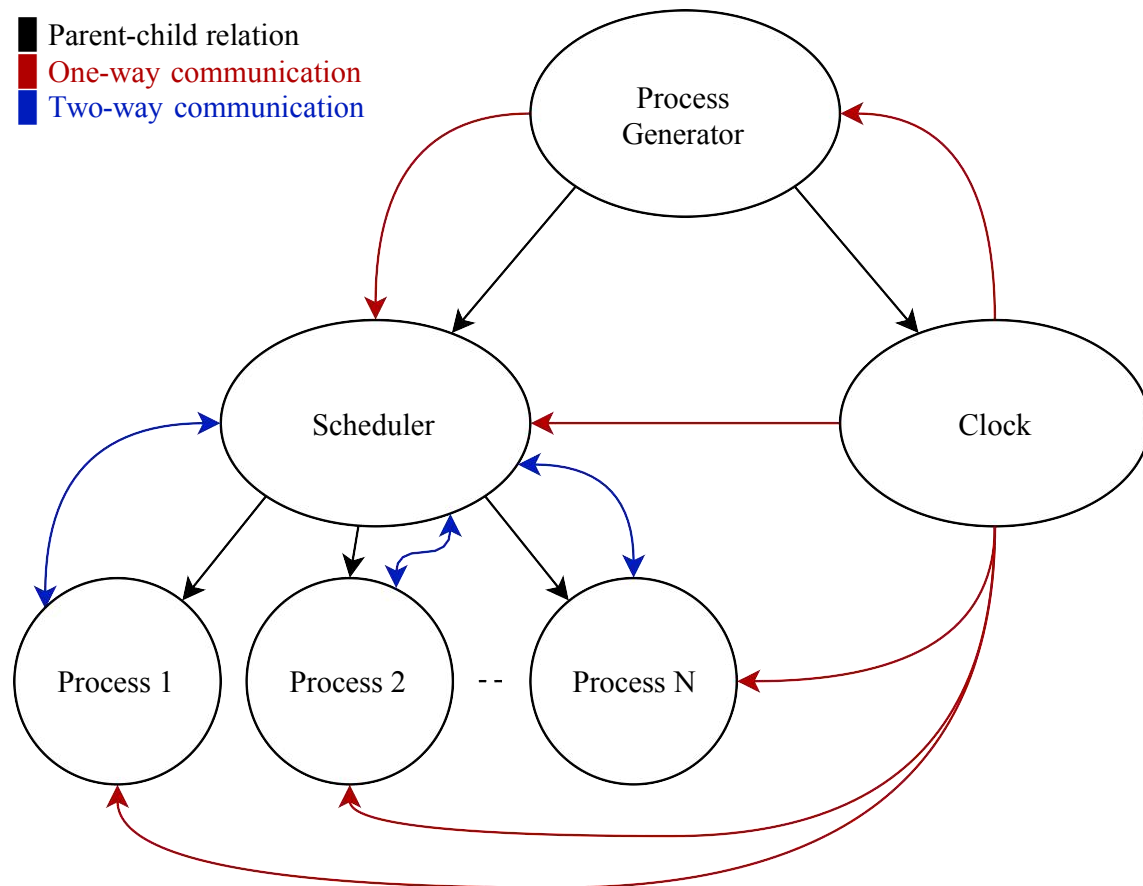 Parent-child relation
One-way communication
Two-way communication
Process
Generator
Scheduler
Clock
Process 1
Process 2
--
Process N